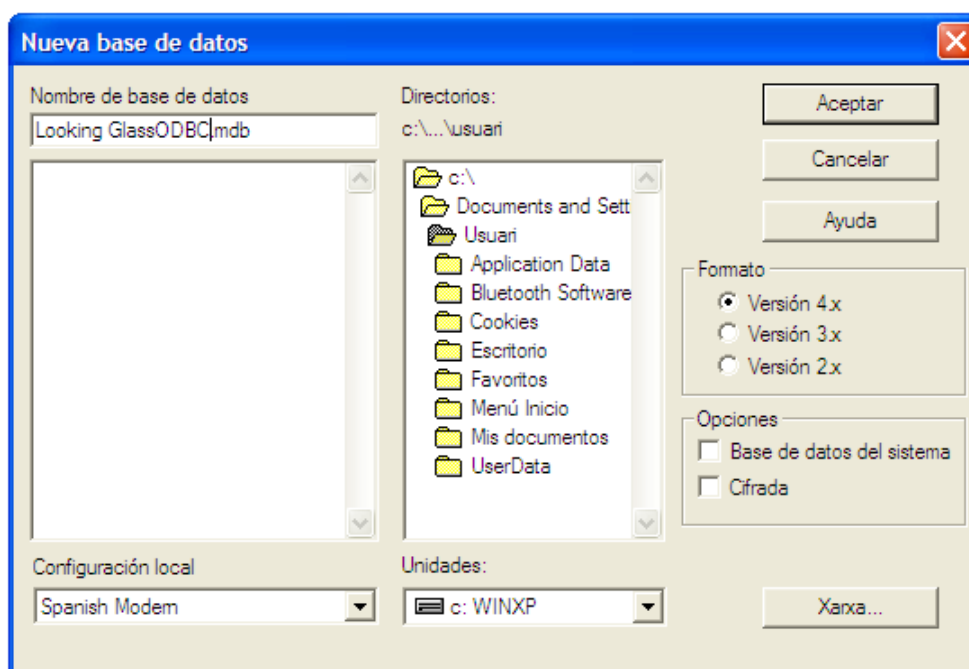 Nueva base de datos
Nombre de base de datos
Looking GlassODBC.mdb
Directorios:
c:\...\usuari
c:\
Documents and Sett
Usuari
Application Data
Bluetooth Software
Cookies
Escritorio
Favoritos
Menú Inicio
Mis documentos
UserData
Aceptar
Cancelar
Ayuda
Formato
Versión 4.x
Versión 3.x
Versión 2.x
Opciones
Base de datos del sistema
Cifrada
Configuración local
Spanish Modern
Unidades:
c: WINXP
Xarxa...